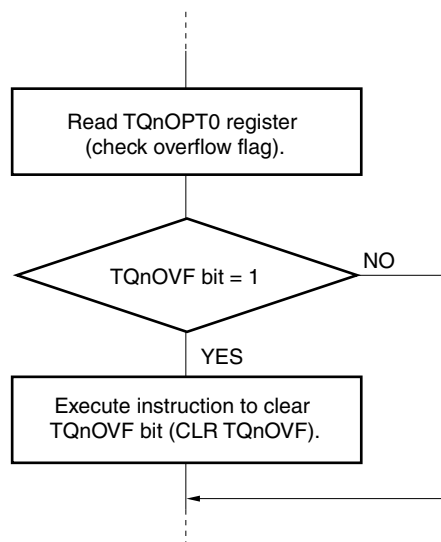 Read TQnOPT0 register
(check overflow flag).
TQnOVF bit = 1
NO
YES
Execute instruction to clear
TQnOVF bit (CLR TQnOVF).